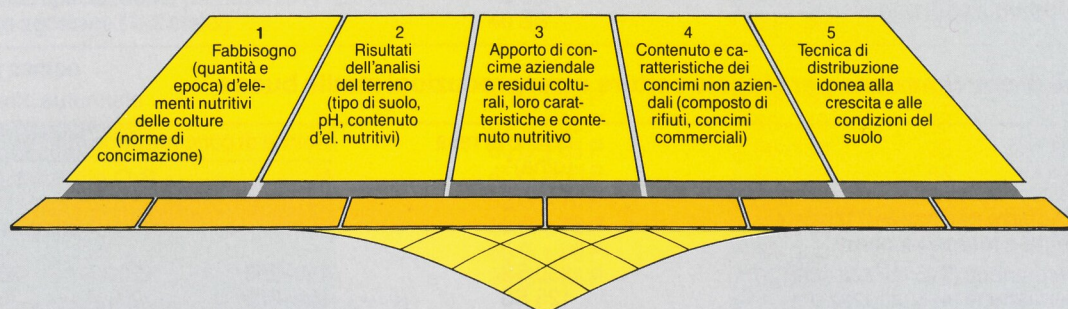 1
Fabbisogno
(quantità e
epoca) d'ele-
menti nutritivi
delle colture
(norme di
concimazione)
2
Risultati
dell'analisi
del terreno
(tipo di suolo,
pH, contenuto
d'el. nutritivi)
3
Apporto di con-
cime aziendale
e residui coltu-
rali, loro carat-
teristiche e conte-
nuto nutritivo
4
Contenuto e ca-
ratteristiche dei
concimi non azien-
dali (composto di
rifiuti, concimi
commerciali)
5
Tecnica di
distribuzione
idonea alla
crescita e alle
condizioni del
suolo